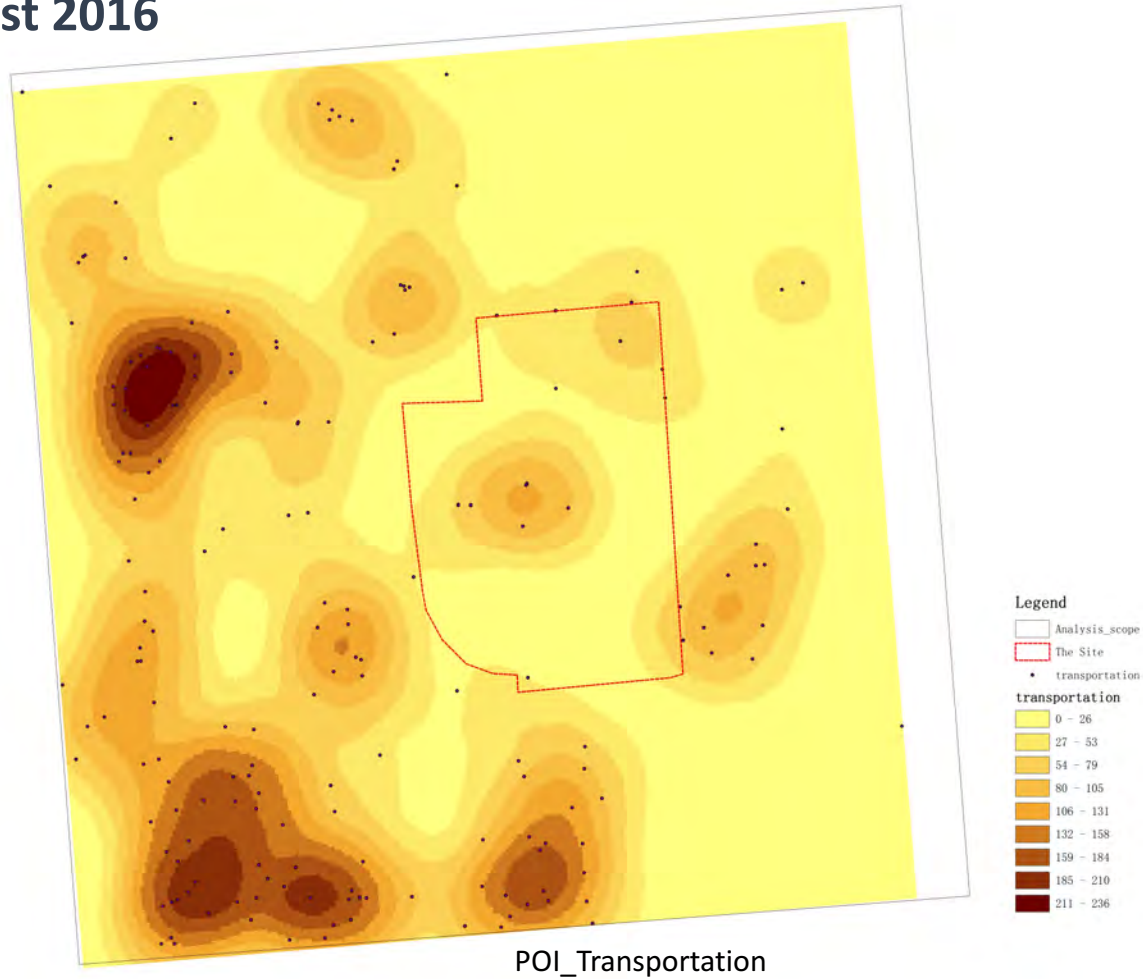 st 2016
Legend
Analysis_scope
The Site
transportation
transportation
0 - 26
27 - 53
54 - 79
80 - 105
106 - 131
132 - 158
159 - 184
185 - 210
211 - 236
POI_Transportation